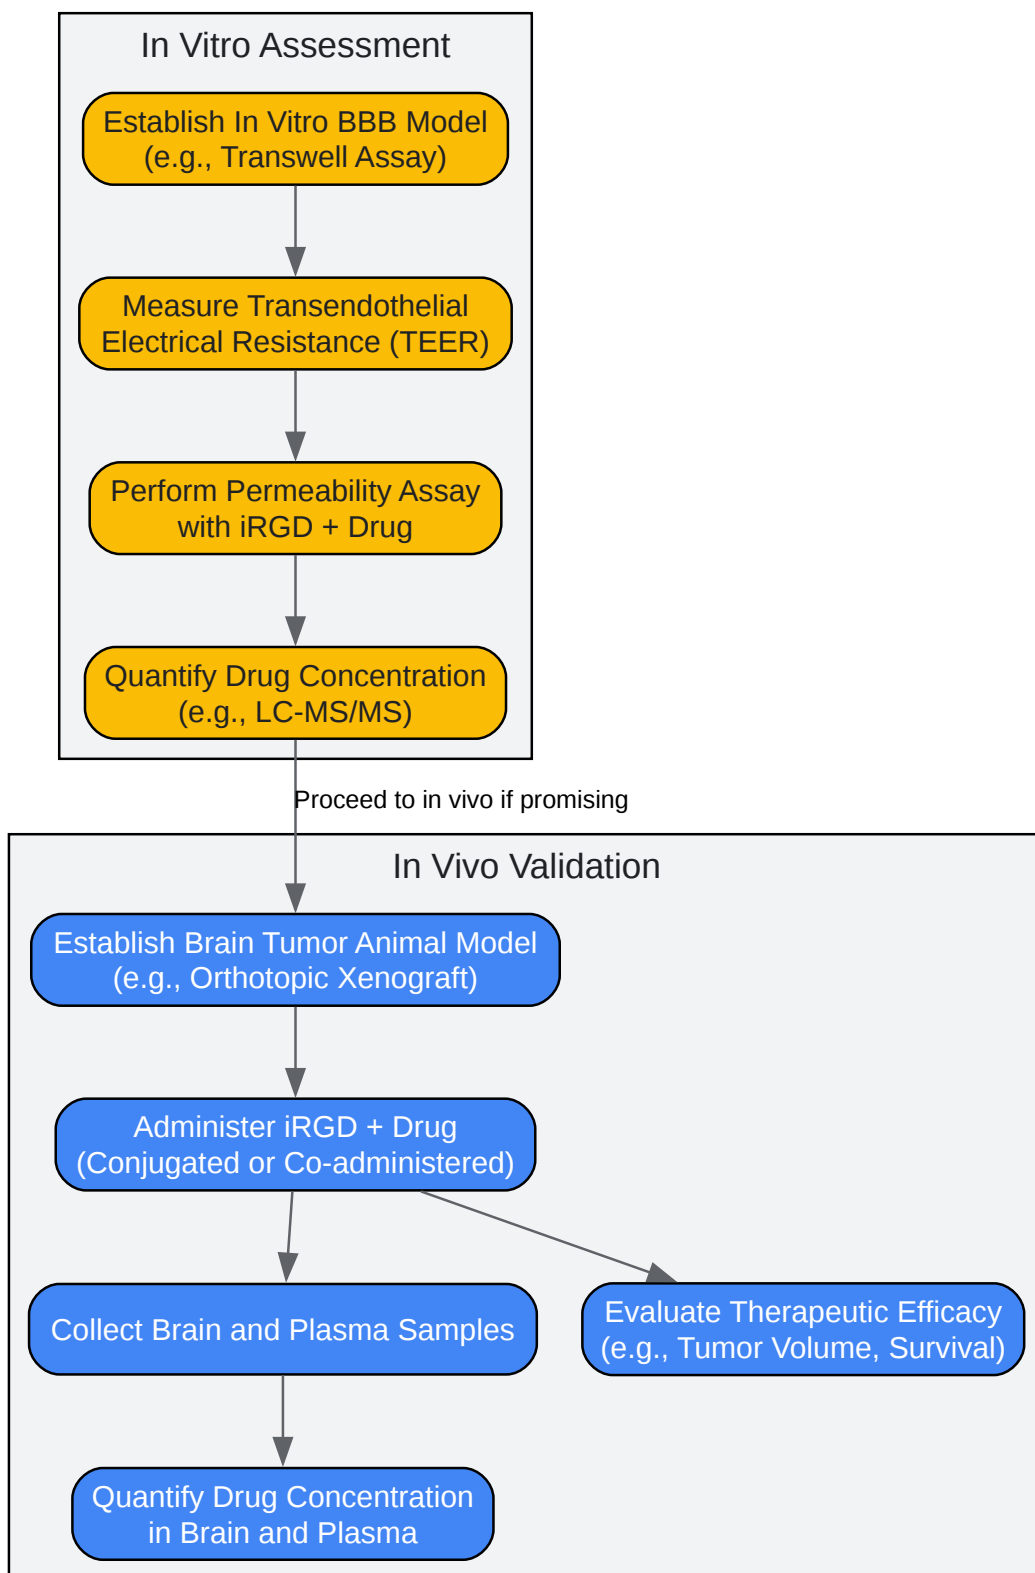 In Vitro Assessment
Establish In Vitro BBB Model
(e.g., Transwell Assay)
Measure Transendothelial
Electrical Resistance (TEER)
Perform Permeability Assay
with iRGD + Drug
Quantify Drug Concentration
(e.g., LC-MS/MS)
Proceed to in vivo if promising
In Vivo Validation
Establish Brain Tumor Animal Model
(e.g., Orthotopic Xenograft)
Administer iRGD + Drug
(Conjugated or Co-administered)
Collect Brain and Plasma Samples
Evaluate Therapeutic Efficacy
(e.g., Tumor Volume, Survival)
Quantify Drug Concentration
in Brain and Plasma